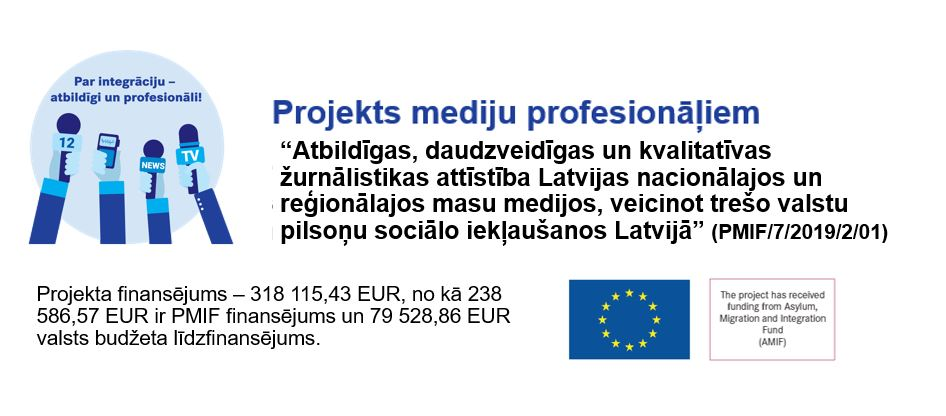 Par integrāciju –
atbildīgi un profesionāli!
12
NEWS
TV
Projekts mediju profesionāļiem
“Atbildīgas, daudzveidīgas un kvalitatīvas
žurnālistikas attīstība Latvijas nacionālajos un
reģionālajos masu medijos, veicinot trešo valstu
pilsoņu sociālo iekļaušanos Latvijā” (PMIF/7/2019/2/01)
Projekta finansējums – 318 115,43 EUR, no kā 238
586,57 EUR ir PMIF finansējums un 79 528,86 EUR
valsts budžeta līdzfinansējums.
The project has received
funding from Asylum,
Migration and Integration
Fund
(AMIF)